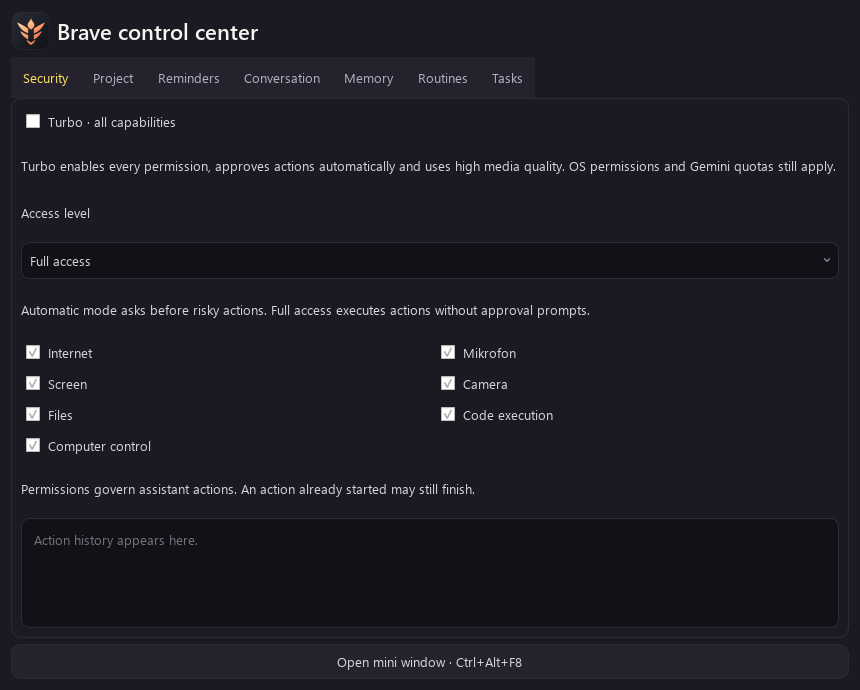 Brave control center
Security Project Reminders Conversation Memory Routines Tasks
Turbo · all capabilities
Turbo enables every permission, approves actions automatically and uses high media quality. OS permissions and Gemini quotas still apply.
Access level
Full access
Automatic mode asks before risky actions. Full access executes actions without approval prompts.
Internet Mikrofon
Screen Camera
Files Code execution
Computer control
Permissions govern assistant actions. An action already started may still finish.
Action history appears here.
Open mini window · Ctrl+Alt+F8